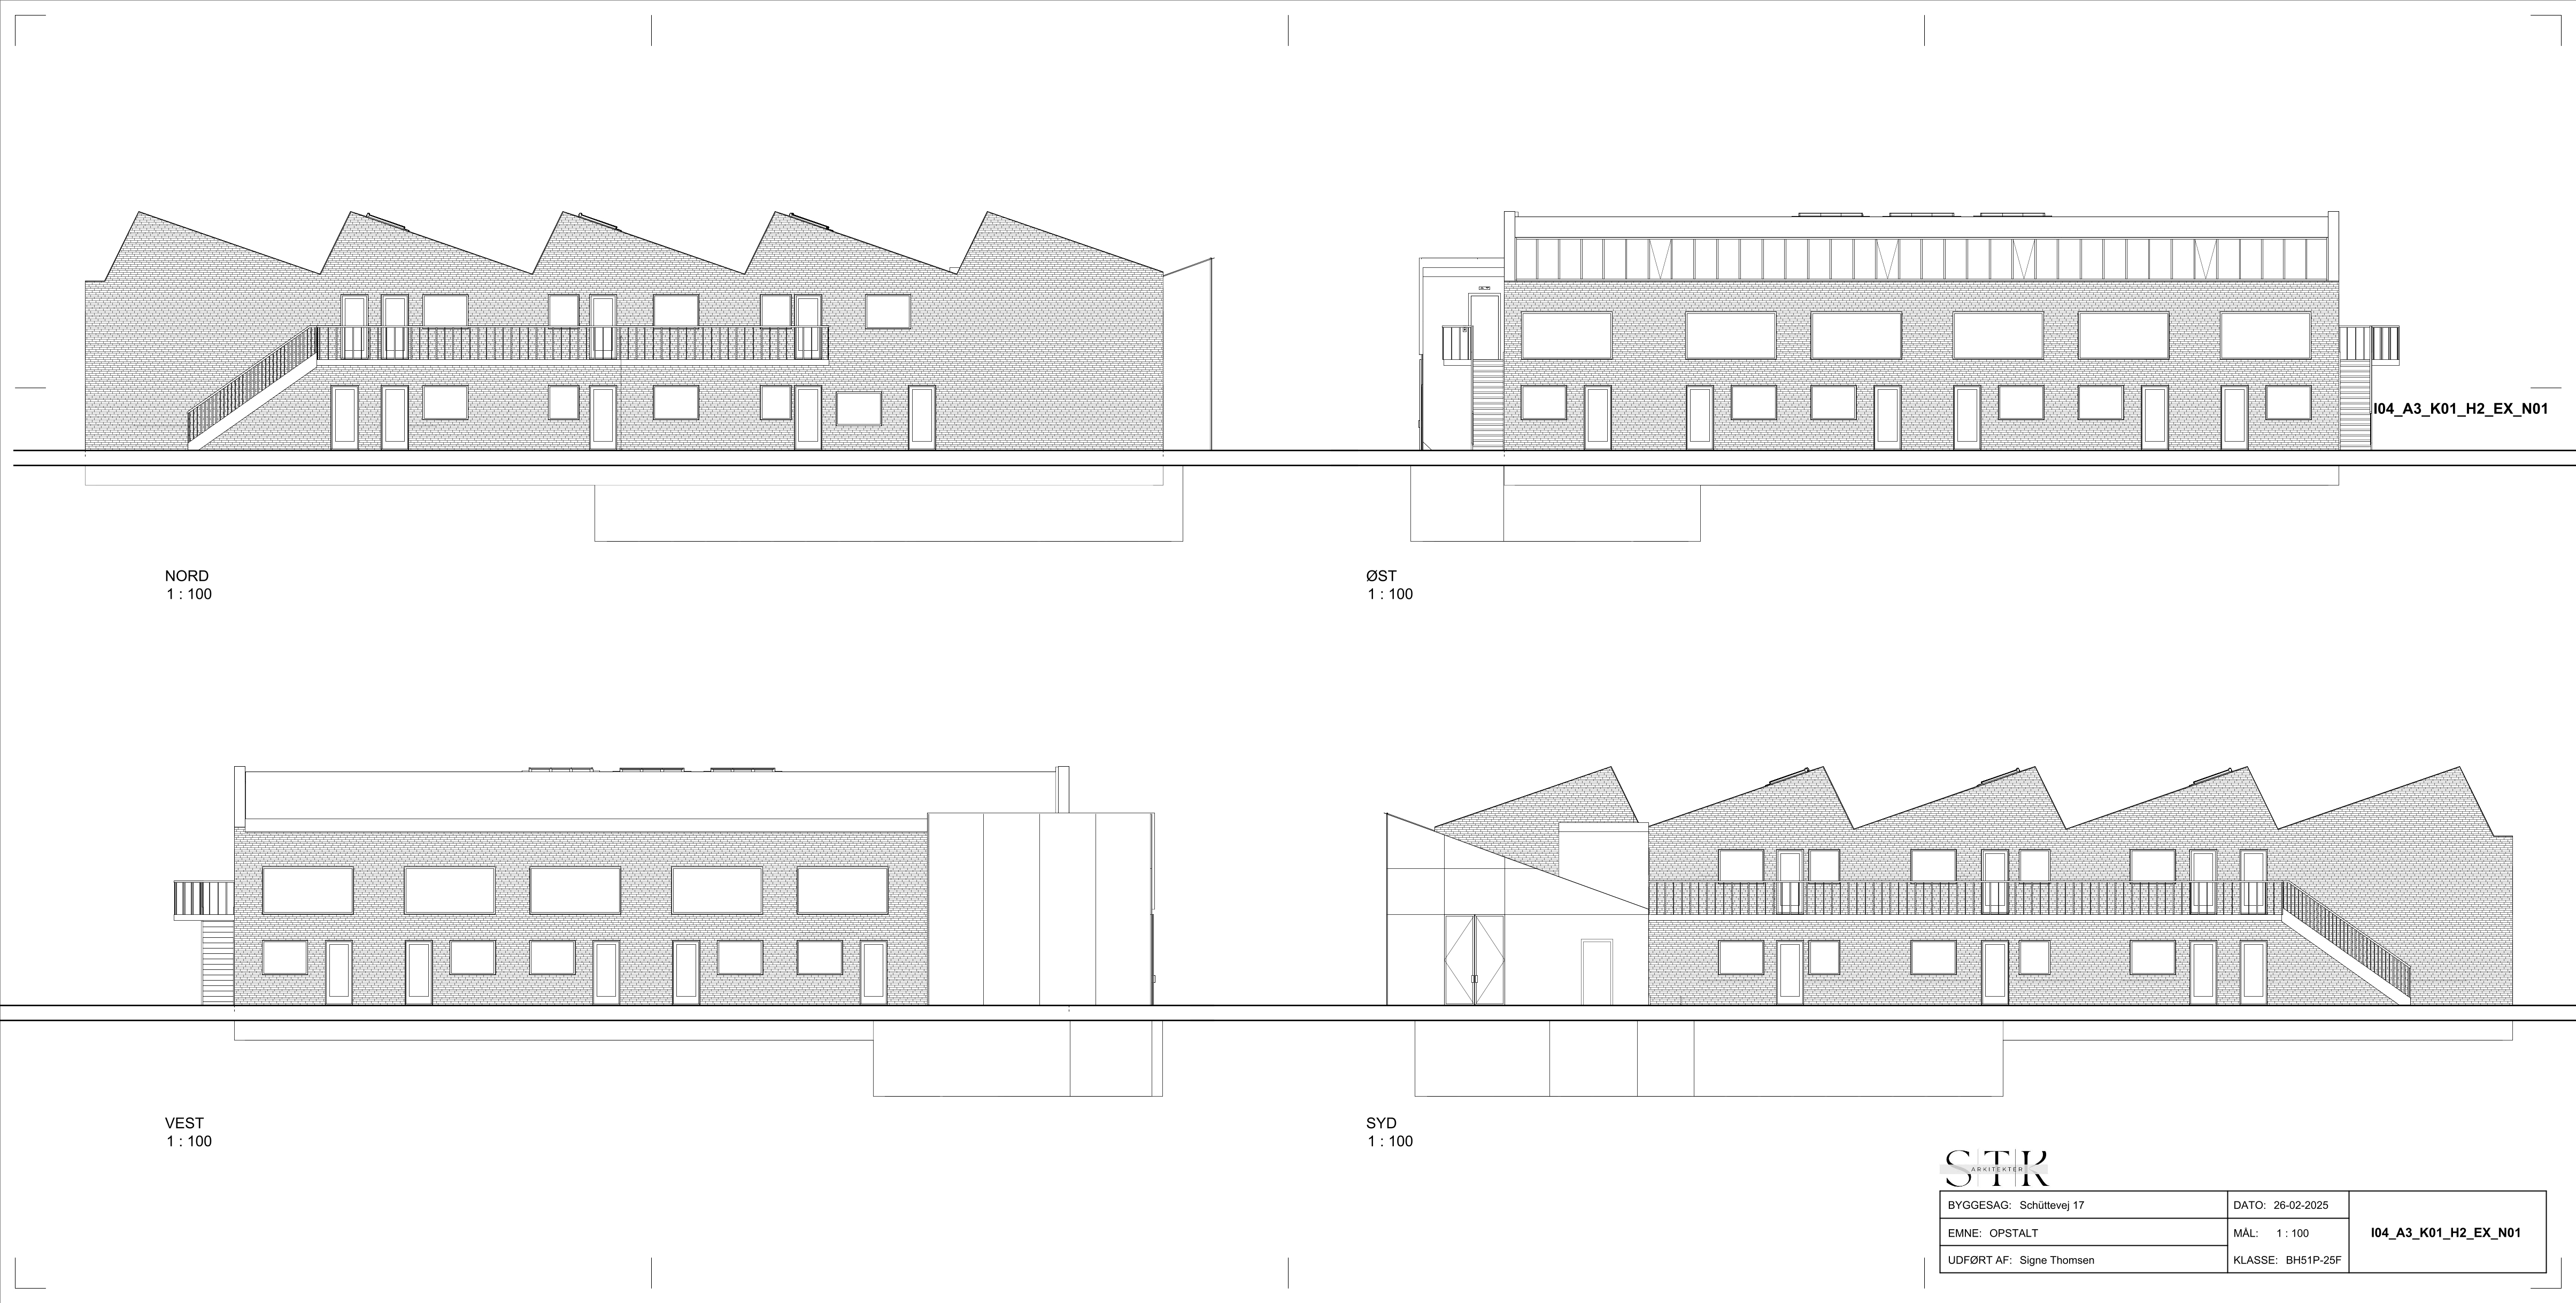 I04_A3_K01_H2_EX_N01
NORD
1 : 100
ØST
1 : 100
VEST
1 : 100
SYD
1 : 100
STK
ARKITEKTER
BYGGESAG: Schüttevej 17
DATO: 26-02-2025
EMNE: OPSTALT
MÅL: 1 : 100
I04_A3_K01_H2_EX_N01
UDFØRT AF: Signe Thomsen
KLASSE: BH51P-25F